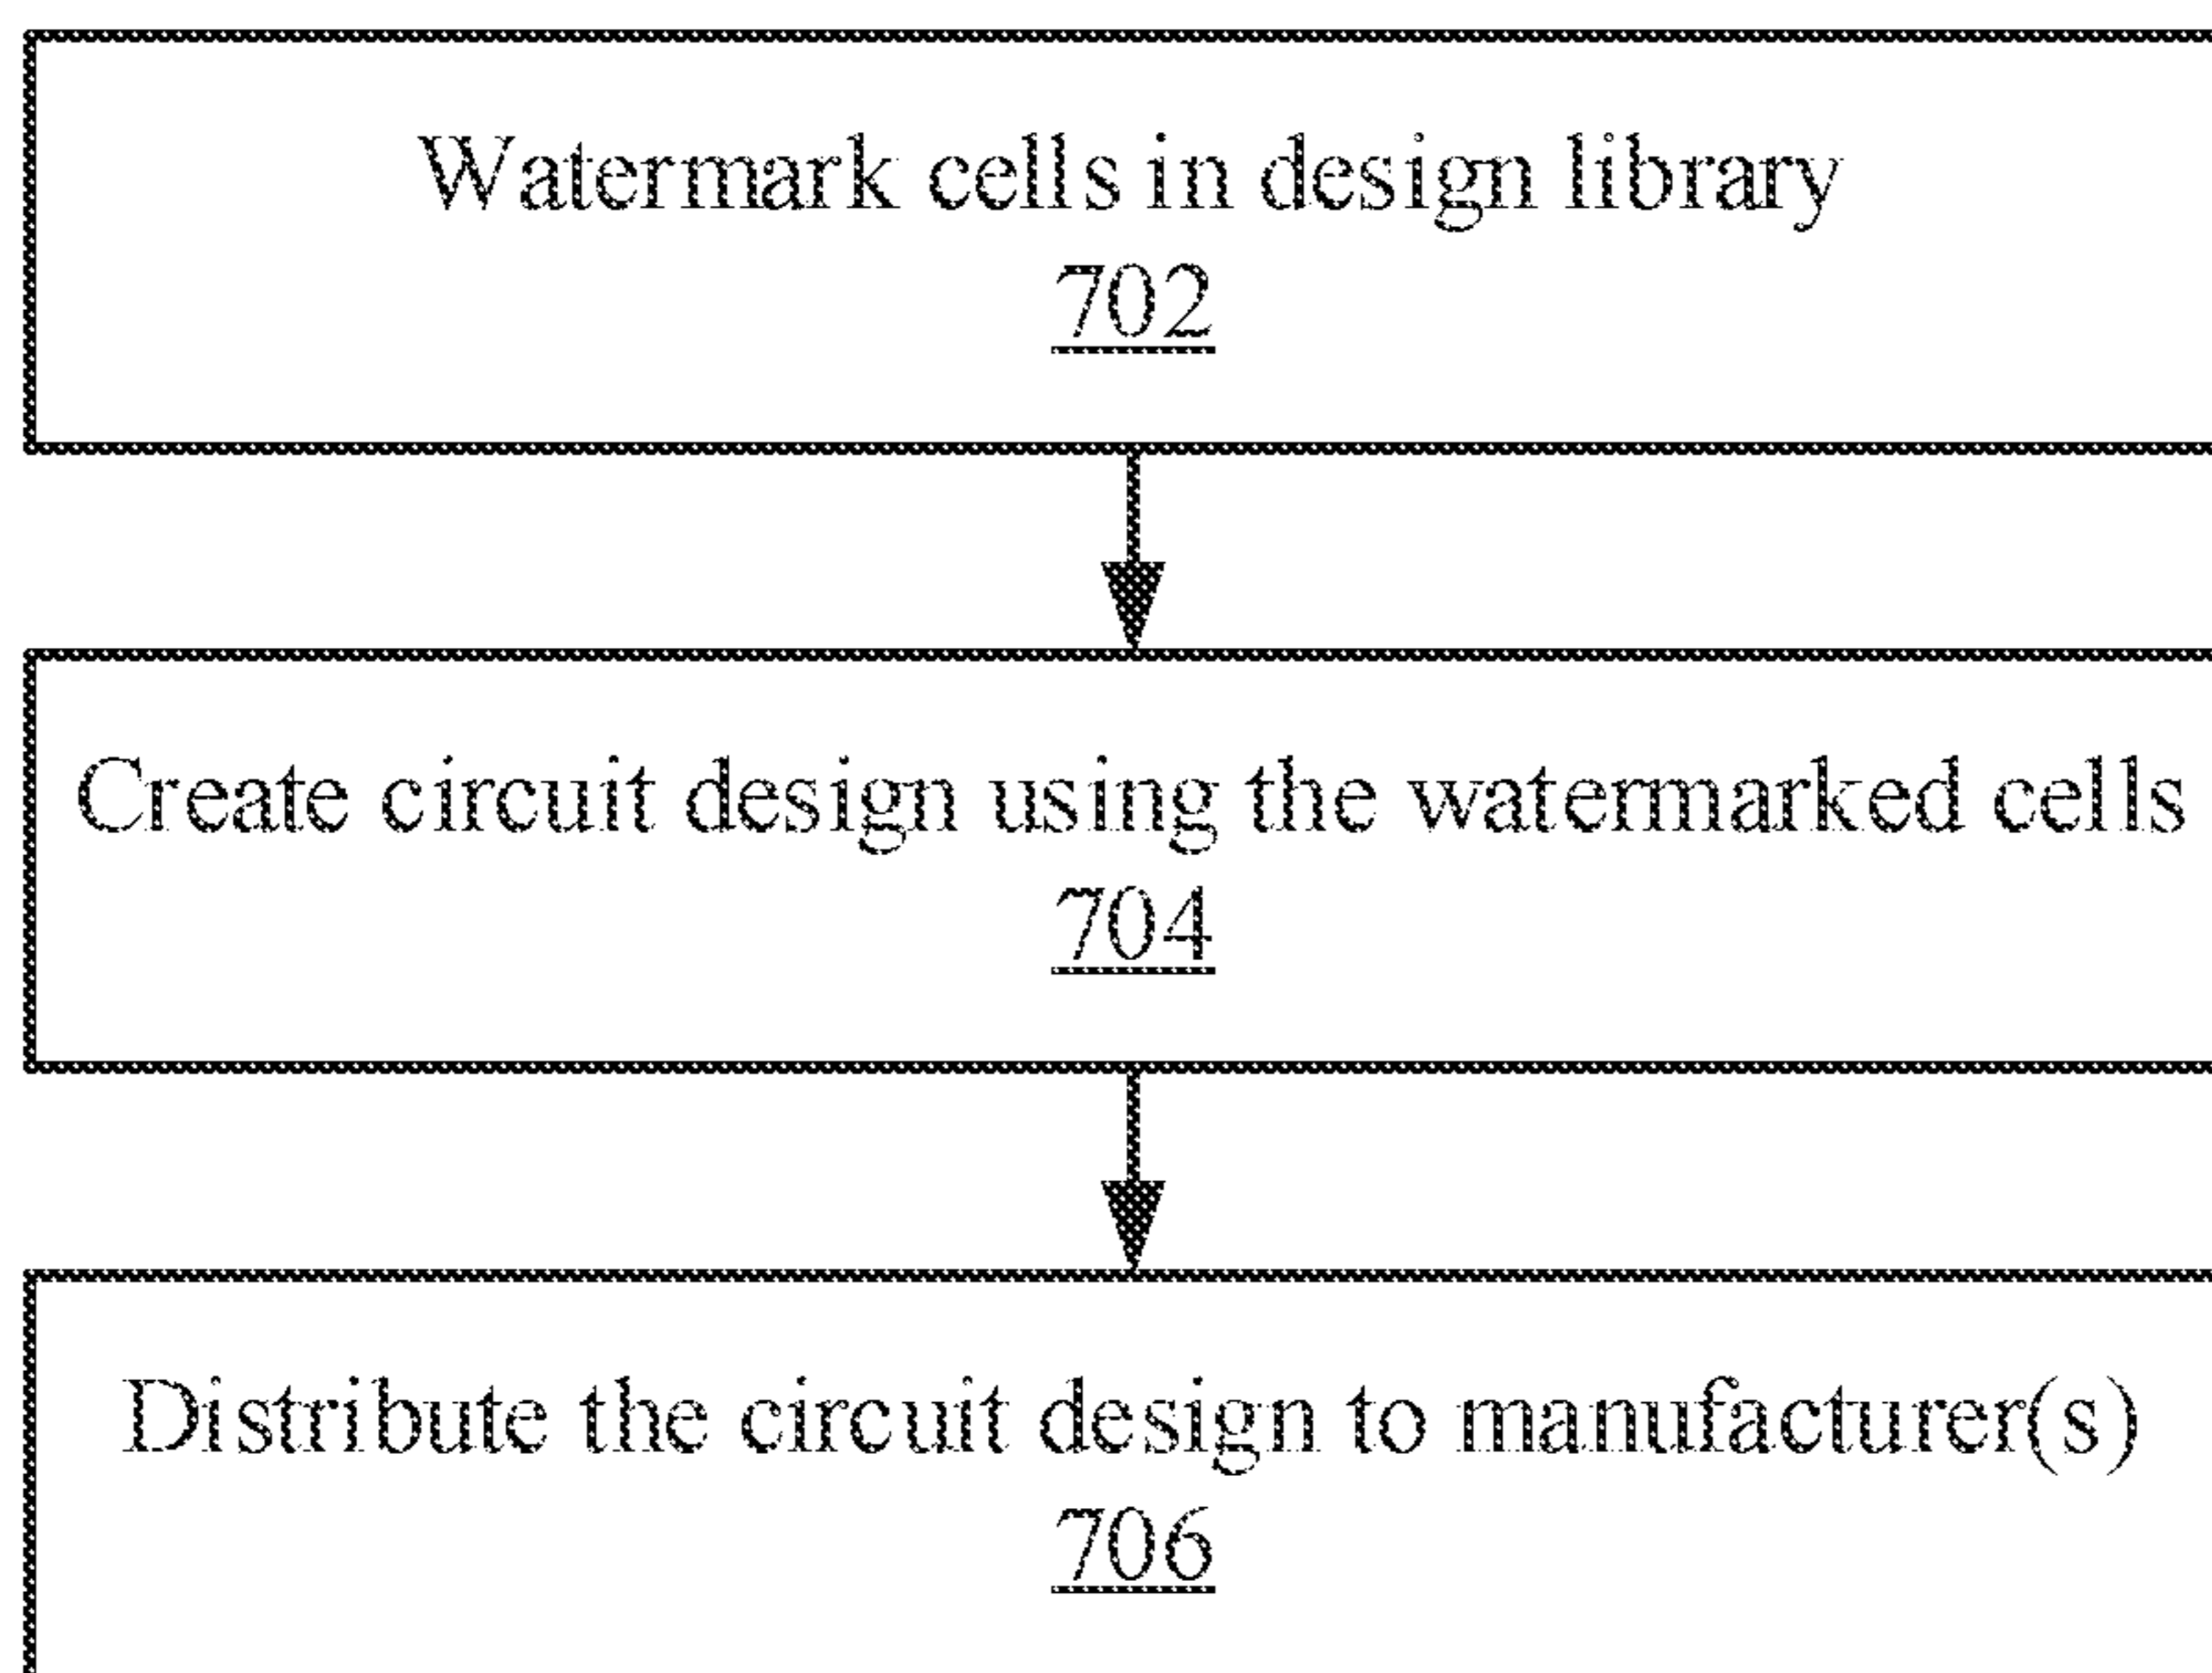 Watermark cells in design library
702
Create circuit design using the watermarked cells
704
Distribute the circuit design to manufacturer(s)
706